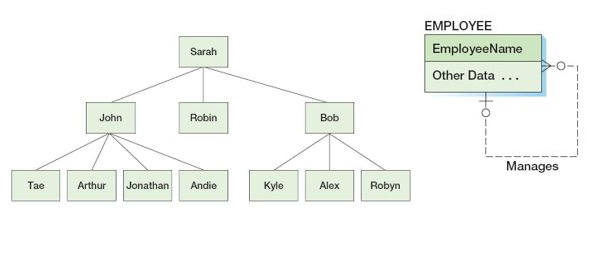 Sarah
John
Robin
Bob
Tae
Arthur
Jonathan
Andie
Kyle
Alex
Robyn
EMPLOYEE
EmployeeName
Other Data ...
Manages